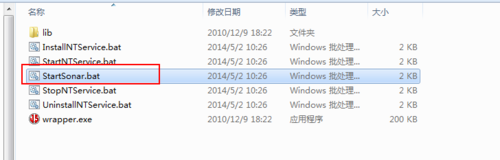 名称 修改日期 类型 大小
lib 2010/12/9 18:22 文件夹
InstallNTService.bat 2014/5/2 10:26 Windows 批处理... 2 KB
StartNTService.bat 2014/5/2 10:26 Windows 批处理... 2 KB
StartSonar.bat 2014/5/2 10:26 Windows 批处理... 2 KB
StopNTService.bat 2014/5/2 10:26 Windows 批处理... 2 KB
UninstallNTService.bat 2014/5/2 10:26 Windows 批处理... 2 KB
wrapper.exe 2010/12/9 18:22 应用程序 200 KB